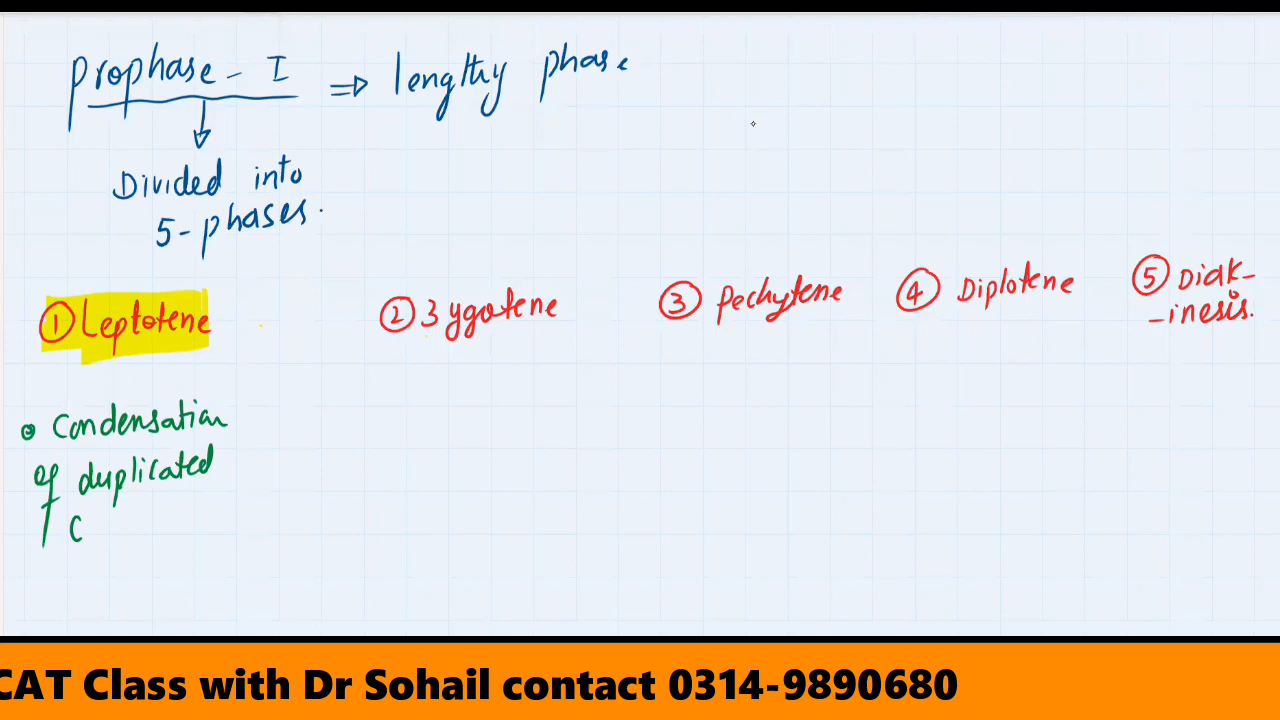 Prophase - I ⇒ lengthy phase
Divided into
5 - phases.
① Leptotene
② Zygotene
③ Pechytene
④ Diplotene
⑤ Diak-
-inesis.
• Condensation
of duplicated
C
CAT Class with Dr Sohail contact 0314-9890680